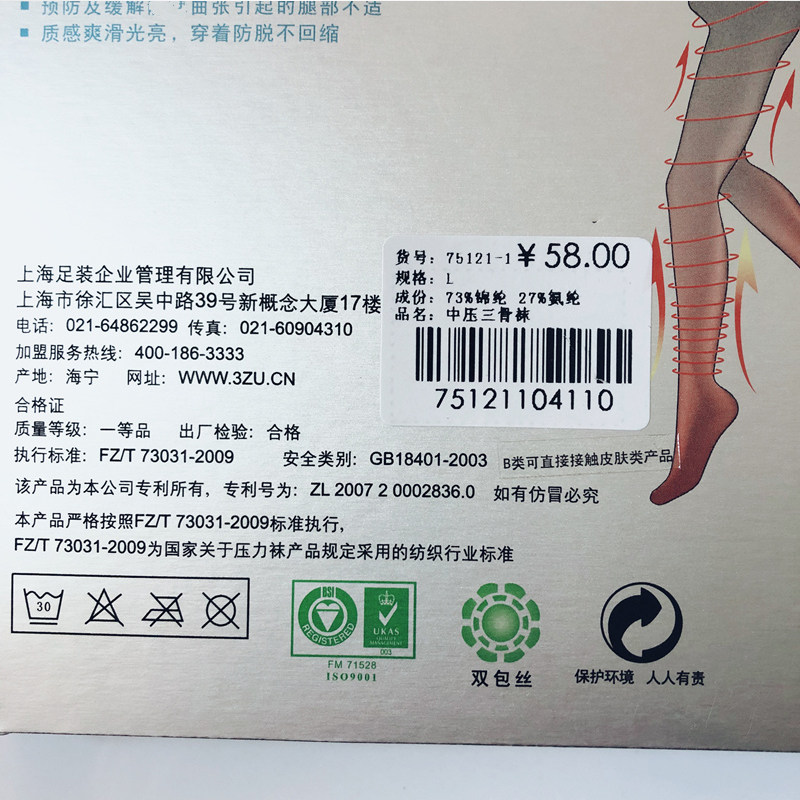 预防及缓解
曲张引起的腿部不适
质感爽滑光亮，穿着防脱不回缩
上海足装企业管理有限公司
上海市徐汇区吴中路39号新概念大厦17楼
电话：021-64862299 传真：021-60904310
加盟服务热线：400-186-3333
产地：海宁 网址：WWW.3ZU.CN
合格证
质量等级：一等品 出厂检验：合格
执行标准：FZ/T 73031-2009 安全类别：GB18401-2003 B类可直接接触皮肤类产品
该产品为本公司专利所有，专利号为：ZL 2007 2 0002836.0 如有仿冒必究
本产品严格按照FZ/T 73031-2009标准执行，
FZ/T 73031-2009为国家关于压力袜产品规定采用的纺织行业标准
货号：75121-1 ¥58.00
规格：L
成份：73%锦纶 27%氨纶
品名：中压三骨袜
75121104110
30
BSI
REGISTERED
UKAS
QUALITY
MANAGEMENT
003
FM 71528
ISO9001
双包丝
保护环境 人人有责